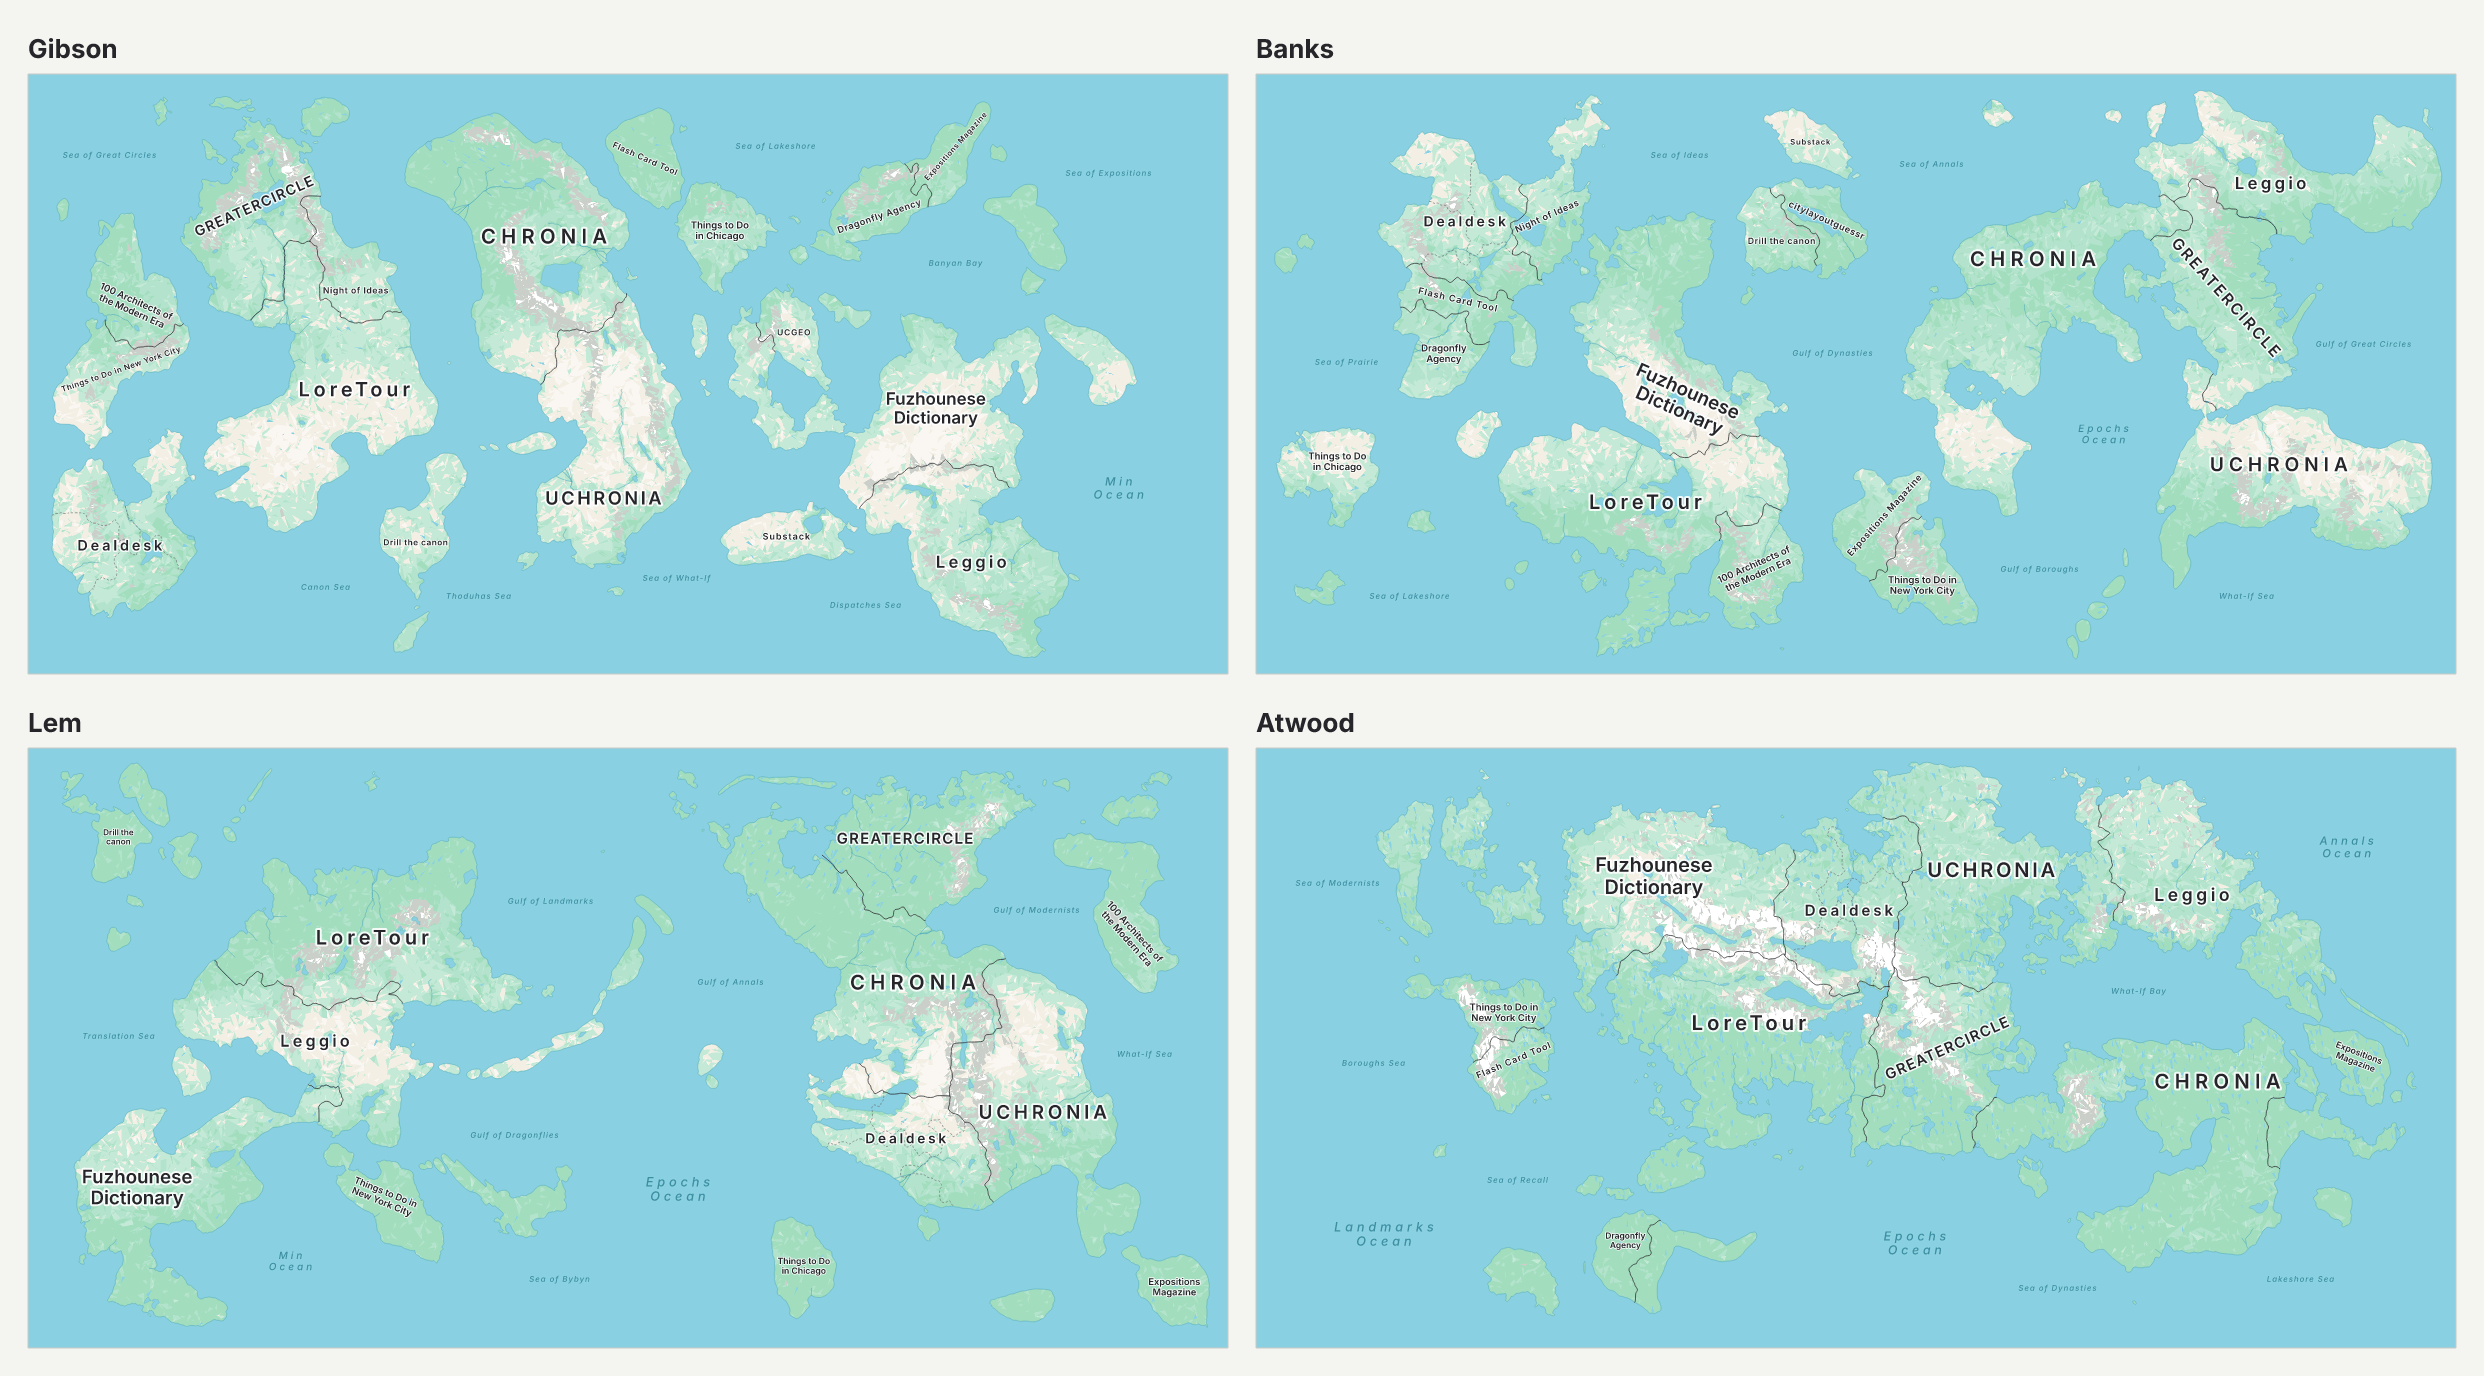 Gibson
Sea of Great Circles
GREATERCIRCLE
Night of Ideas
100 Architects of
the Modern Era
Things to Do in New York City
LoreTour
Dealdesk
CHRONIA
UCHRONIA
Drill the canon
Canon Sea
Thoduhas Sea
Sea of What-If
Flash Card Tool
Sea of Lakeshore
Things to Do
in Chicago
Dragonfly Agency
Expositions Magazine
Sea of Expositions
Banyan Bay
UCGEO
Fuzhounese
Dictionary
Substack
Leggio
Dispatches Sea
Min
Ocean
Banks
Sea of Ideas
Substack
Sea of Annals
Dealdesk
Night of Ideas
Flash Card Tool
Dragonfly
Agency
Sea of Prairie
citylayoutguessr
Drill the canon
CHRONIA
Leggio
GREATERCIRCLE
Gulf of Great Circles
Gulf of Dynasties
Fuzhounese
Dictionary
Things to Do
in Chicago
LoreTour
100 Architects of
the Modern Era
Sea of Lakeshore
Epochs
Ocean
UCHRONIA
Expositions Magazine
Things to Do in
New York City
Gulf of Boroughs
What-If Sea
Lem
Drill the
canon
LoreTour
Gulf of Landmarks
Leggio
Translation Sea
Fuzhounese
Dictionary
Things to Do in
New York City
Gulf of Dragonflies
Min
Ocean
Sea of Bybyn
Epochs
Ocean
GREATERCIRCLE
Gulf of Modernists
100 Architects of
the Modern Era
Gulf of Annals
CHRONIA
What-If Sea
UCHRONIA
Dealdesk
Things to Do
in Chicago
Expositions
Magazine
Atwood
Sea of Modernists
Fuzhounese
Dictionary
Dealdesk
UCHRONIA
Leggio
Annals
Ocean
What-If Bay
Things to Do in
New York City
Flash Card Tool
Boroughs Sea
LoreTour
GREATERCIRCLE
CHRONIA
Expositions
Magazine
Sea of Recall
Landmarks
Ocean
Dragonfly
Agency
Epochs
Ocean
Sea of Dynasties
Lakeshore Sea